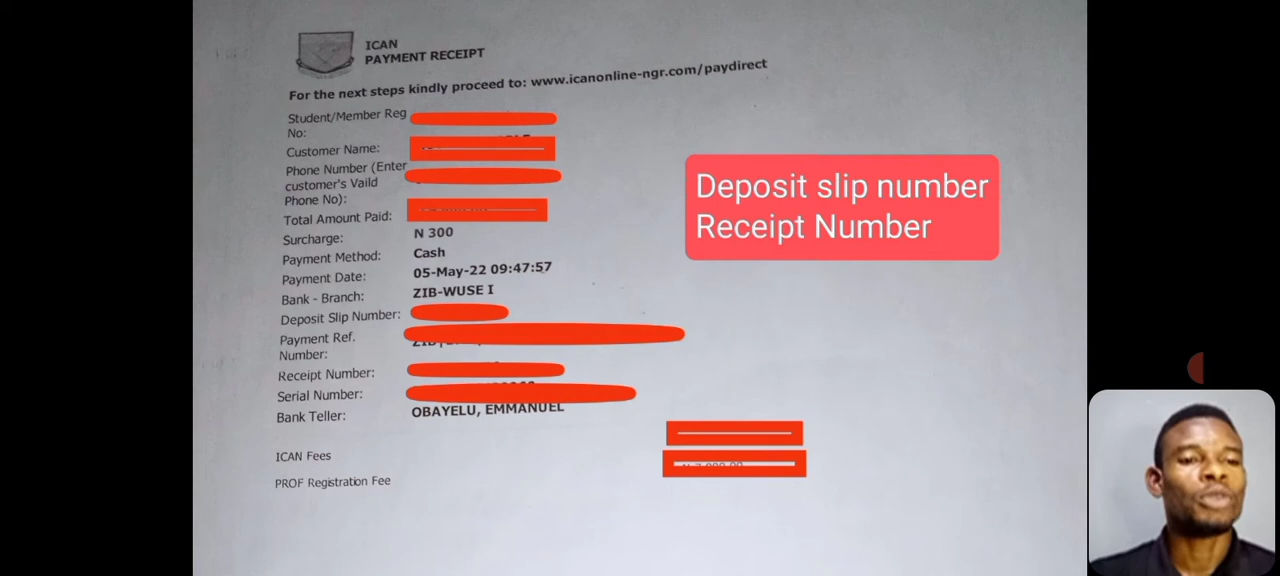 ICAN
PAYMENT RECEIPT
For the next steps kindly proceed to: www.icanonline-ngr.com/paydirect
Student/Member Reg
No:
Customer Name:
Phone Number (Enter
customer's Vaild
Phone No):
Total Amount Paid:
Surcharge: N 300
Payment Method: Cash
Payment Date: 05-May-22 09:47:57
Bank - Branch: ZIB-WUSE I
Deposit Slip Number:
Payment Ref.
Number:
Receipt Number:
Serial Number:
Bank Teller: OBAYELU, EMMANUEL
ICAN Fees
PROF Registration Fee
Deposit slip number
Receipt Number